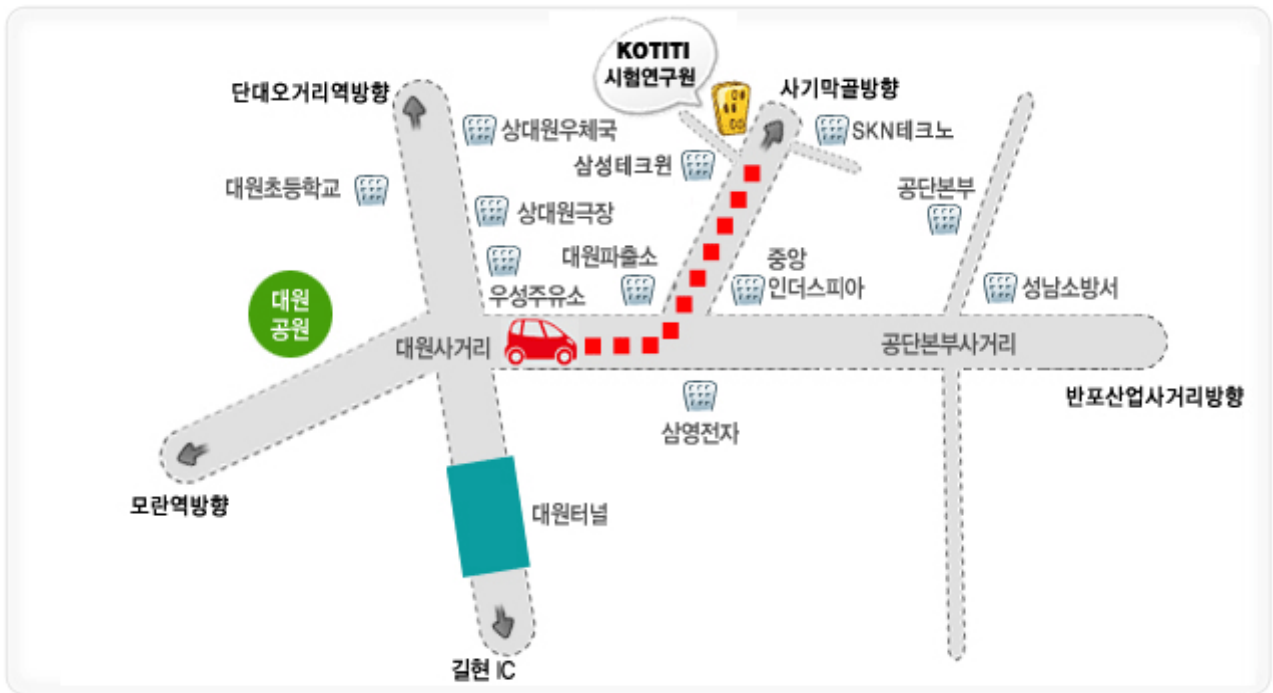 KOTITI
시험연구원
단대오거리역방향
사기막골방향
상대원우체국
SKN테크노
삼성테크윈
대원초등학교
공단본부
상대원극장
대원파출소
중앙
인더스피아
우성주유소
성남소방서
대원
공원
대원사거리
공단본부사거리
반포산업사거리방향
삼영전자
모란역방향
대원터널
길현 IC